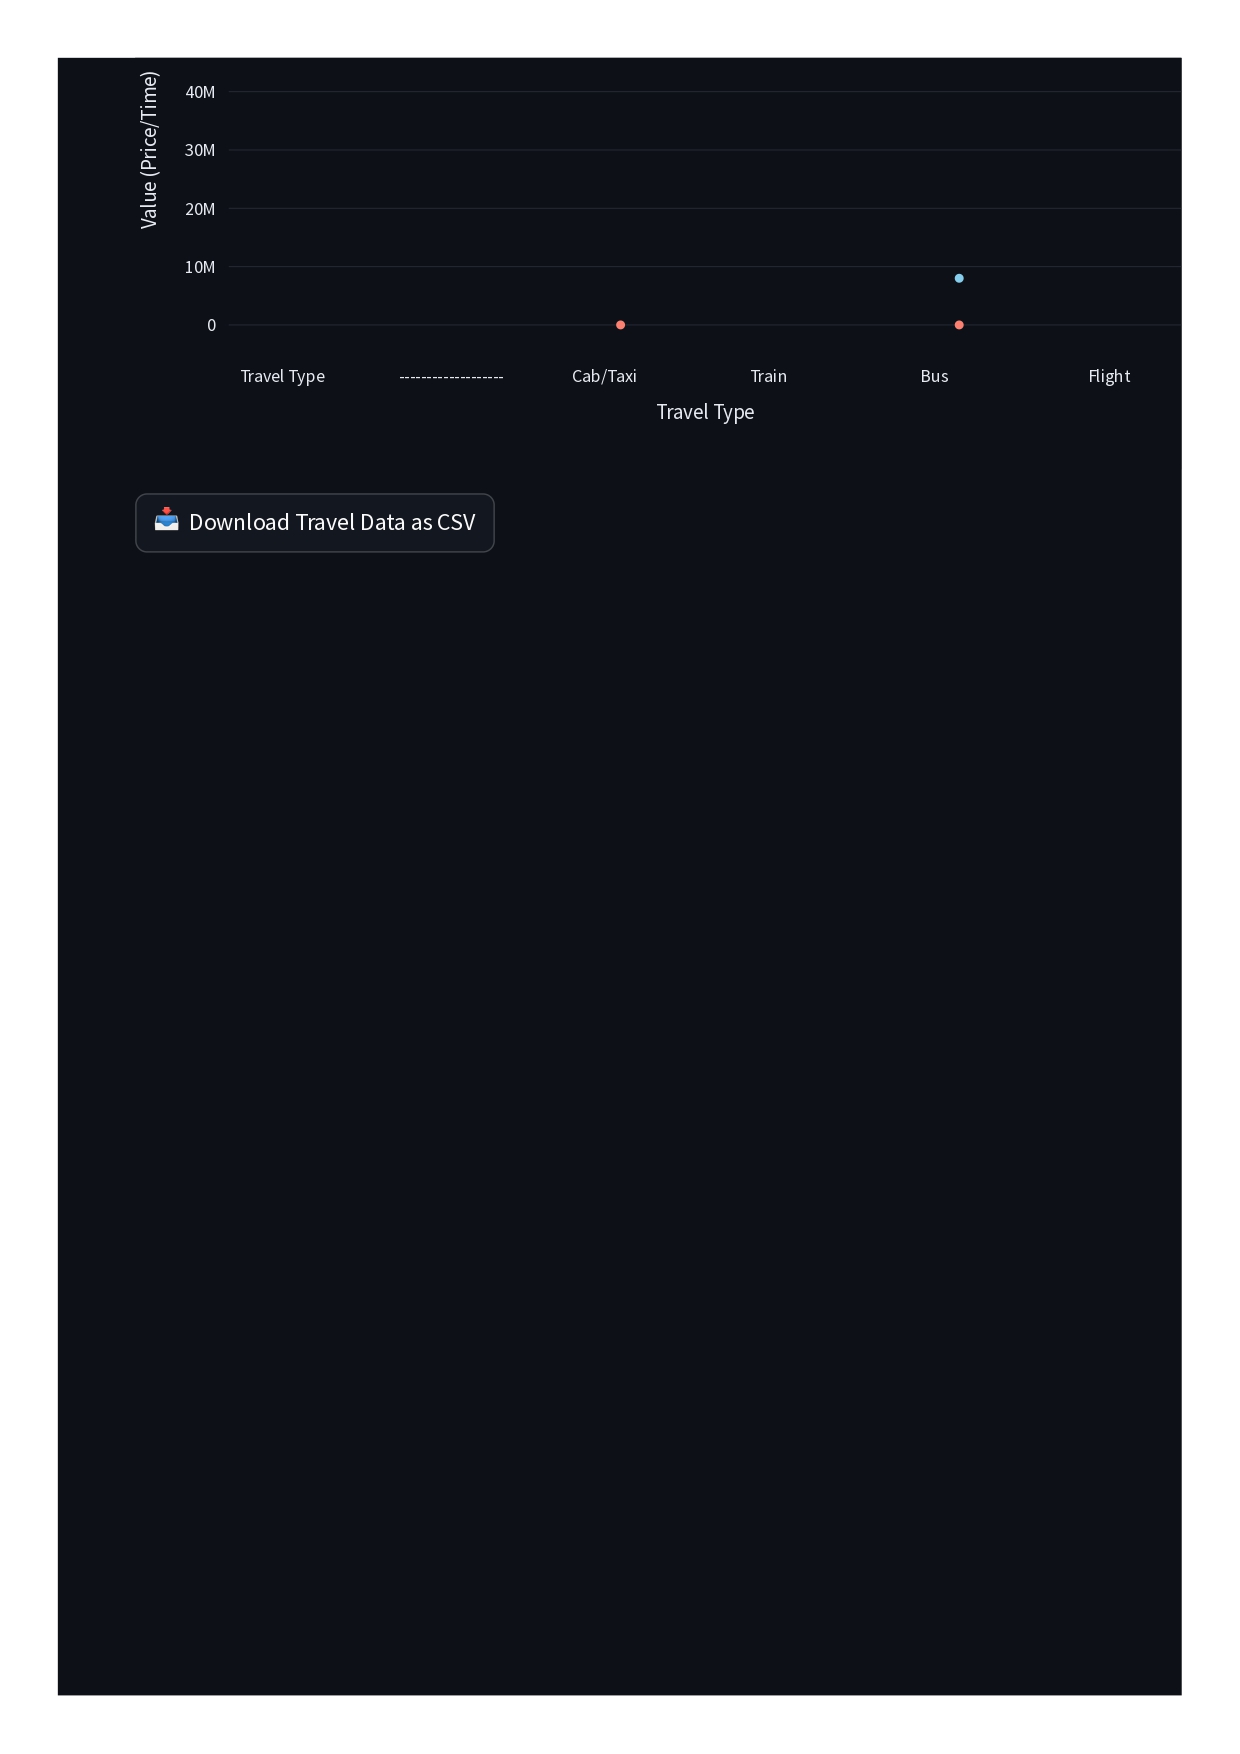 Value (Price/Time)
40M
30M
20M
10M
0
Travel Type ------------------- Cab/Taxi Train Bus Flight
Travel Type
📥 Download Travel Data as CSV